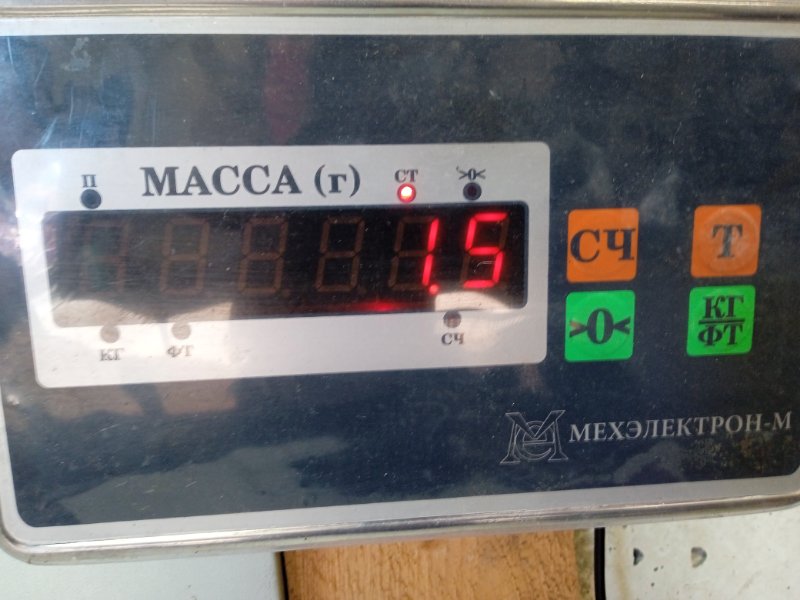 П МАССА (г) СТ >0<
1.5
КГ ФТ СЧ
СЧ Т
>0< КГ/ФТ
МЕХЭЛЕКТРОН-М